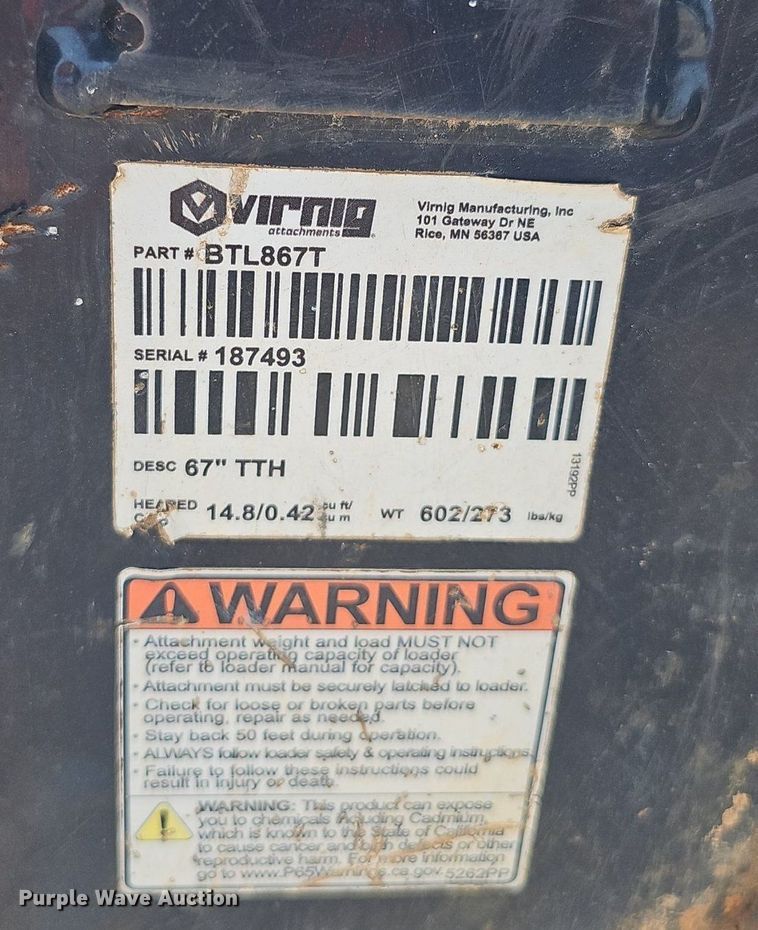 VIRNIG
attachments
Virnig Manufacturing, Inc
101 Gateway Dr NE
Rice, MN 56367 USA
PART # BTL867T
SERIAL # 187493
DESC 67" TTH
13192PP
HEAPED 14.8/0.42 cu ft/ WT 602/273 lbs/kg
cu m
WARNING
• Attachment weight and load MUST NOT
exceed operating capacity of loader
(refer to loader manual for capacity).
• Attachment must be securely latched to loader.
• Check for loose or broken parts before
operating, repair as needed.
• Stay back 50 feet during operation.
• ALWAYS follow loader safety & operating instructions.
• Failure to follow these instructions could
result in injury or death.
WARNING: This product can expose
you to chemicals including Cadmium,
which is known to the State of California
to cause cancer and birth defects or other
reproductive harm. For more information
go to www.P65Warnings.ca.gov 5262PP
Purple Wave Auction